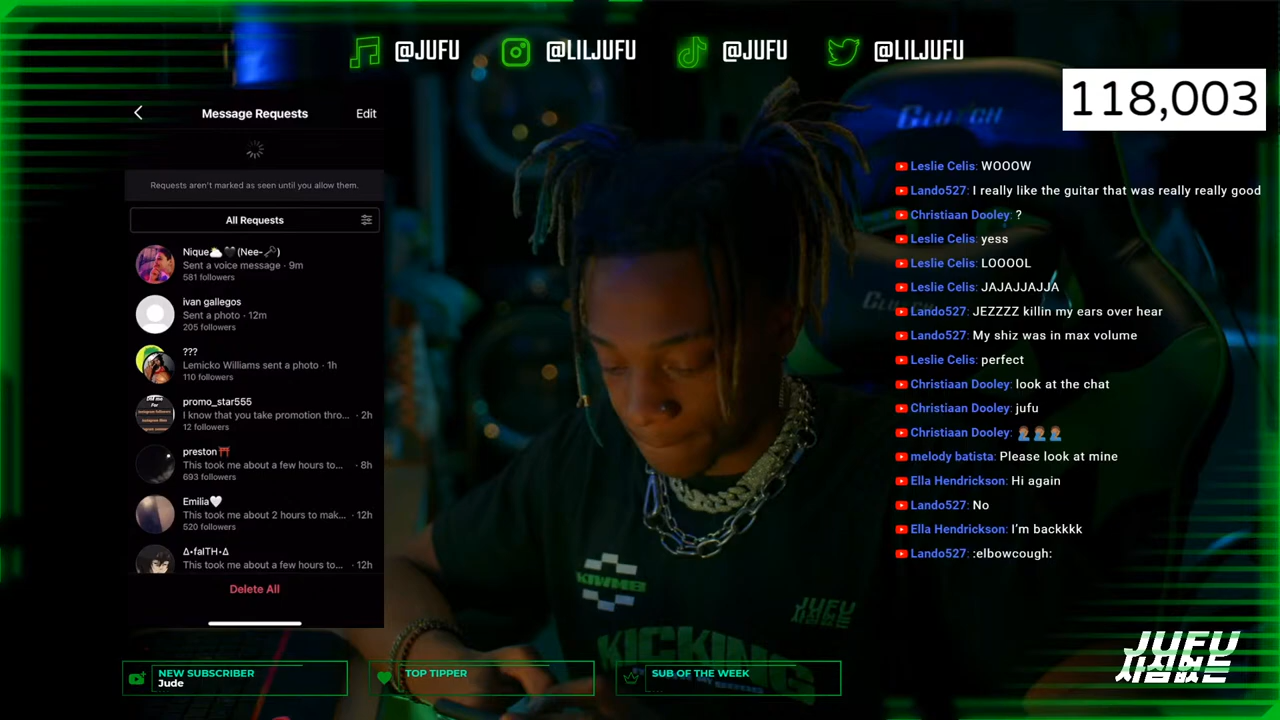 @JUFU
@LILJUFU
@JUFU
@LILJUFU
118,003
Message Requests
Edit
Requests aren't marked as seen until you allow them.
All Requests
Nique☁️🖤(Nee-🗝️)
Sent a voice message · 9m
581 followers
ivan gallegos
Sent a photo · 12m
205 followers
???
Lemicko Williams sent a photo · 1h
110 followers
promo_star555
I know that you take promotion thro... · 2h
12 followers
preston⛩️
This took me about a few hours to... · 8h
693 followers
Emilia🤍
This took me about 2 hours to mak... · 12h
520 followers
Δ•faITH•Δ
This took me about a few hours to... · 12h
Delete All
Leslie Celis: WOOOW
Lando527: I really like the guitar that was really really good
Christiaan Dooley: ?
Leslie Celis: yess
Leslie Celis: LOOOOL
Leslie Celis: JAJAJJAJJA
Lando527: JEZZZZ killin my ears over hear
Lando527: My shiz was in max volume
Leslie Celis: perfect
Christiaan Dooley: look at the chat
Christiaan Dooley: jufu
Christiaan Dooley: 🤦🏽‍♂️🤦🏽‍♂️🤦🏽‍♂️
melody batista: Please look at mine
Ella Hendrickson: Hi again
Lando527: No
Ella Hendrickson: I'm backkkk
Lando527: :elbowcough:
CLUTCH
JUFU
KICKING
NEW SUBSCRIBER
Jude
TOP TIPPER
SUB OF THE WEEK
JUFU
자심없는